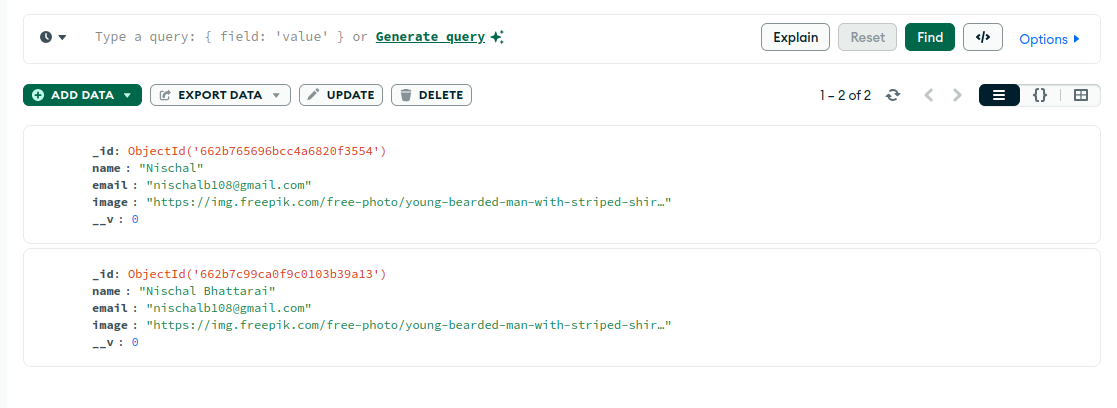 Type a query: { field: 'value' } or Generate query
Explain
Reset
Find
</>
Options
ADD DATA
EXPORT DATA
UPDATE
DELETE
1 – 2 of 2
{}
_id: ObjectId('662b765696bcc4a6820f3554')
name : "Nischal"
email : "nischalb108@gmail.com"
image : "https://img.freepik.com/free-photo/young-bearded-man-with-striped-shir…"
__v : 0
_id: ObjectId('662b7c99ca0f9c0103b39a13')
name : "Nischal Bhattarai"
email : "nischalb108@gmail.com"
image : "https://img.freepik.com/free-photo/young-bearded-man-with-striped-shir…"
__v : 0